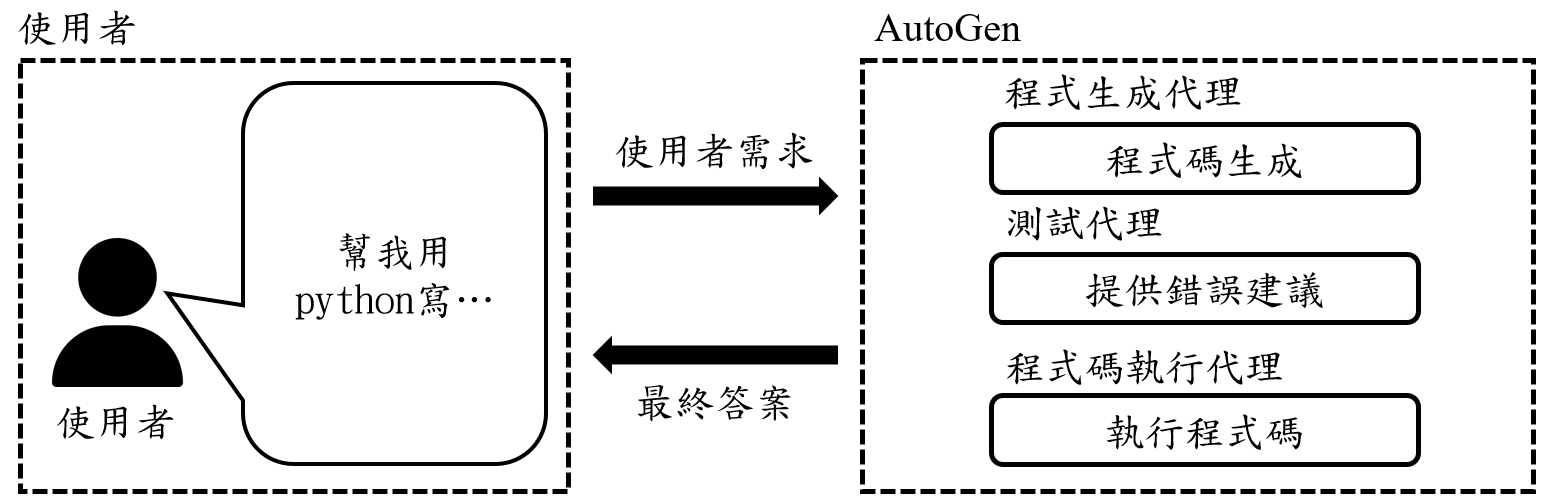 使用者
幫我用
python寫…
使用者
使用者需求
最終答案
AutoGen
程式生成代理
程式碼生成
測試代理
提供錯誤建議
程式碼執行代理
執行程式碼